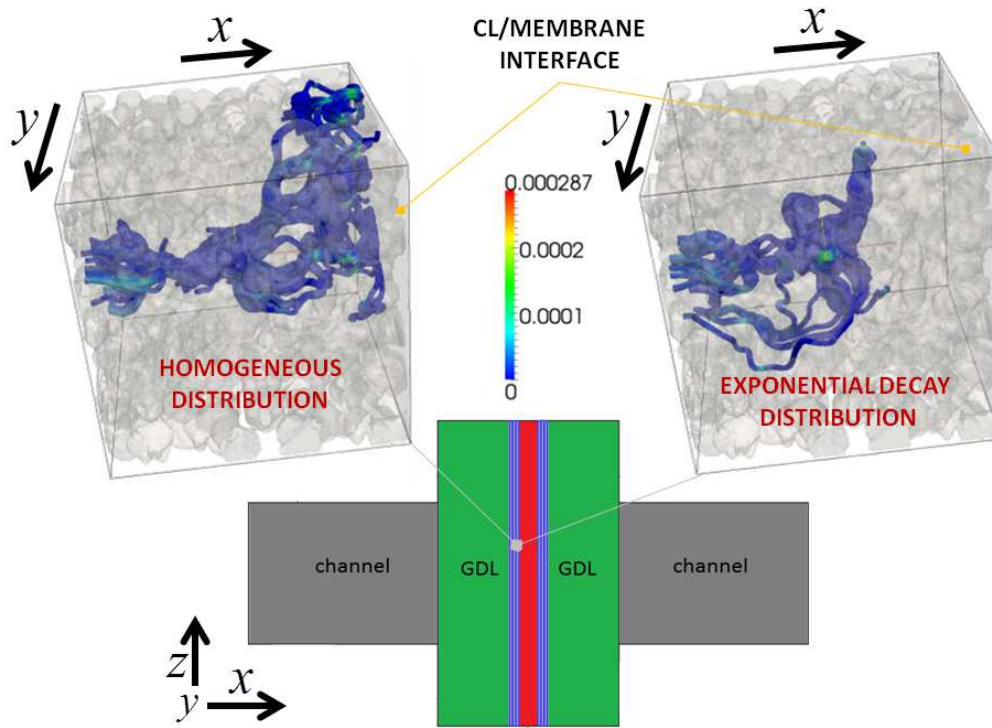 x
CL/MEMBRANE
INTERFACE
x
y
y
0.000287
0.0002
0.0001
0
HOMOGENEOUS
DISTRIBUTION
EXPONENTIAL DECAY
DISTRIBUTION
channel
GDL
GDL
channel
z
y
x